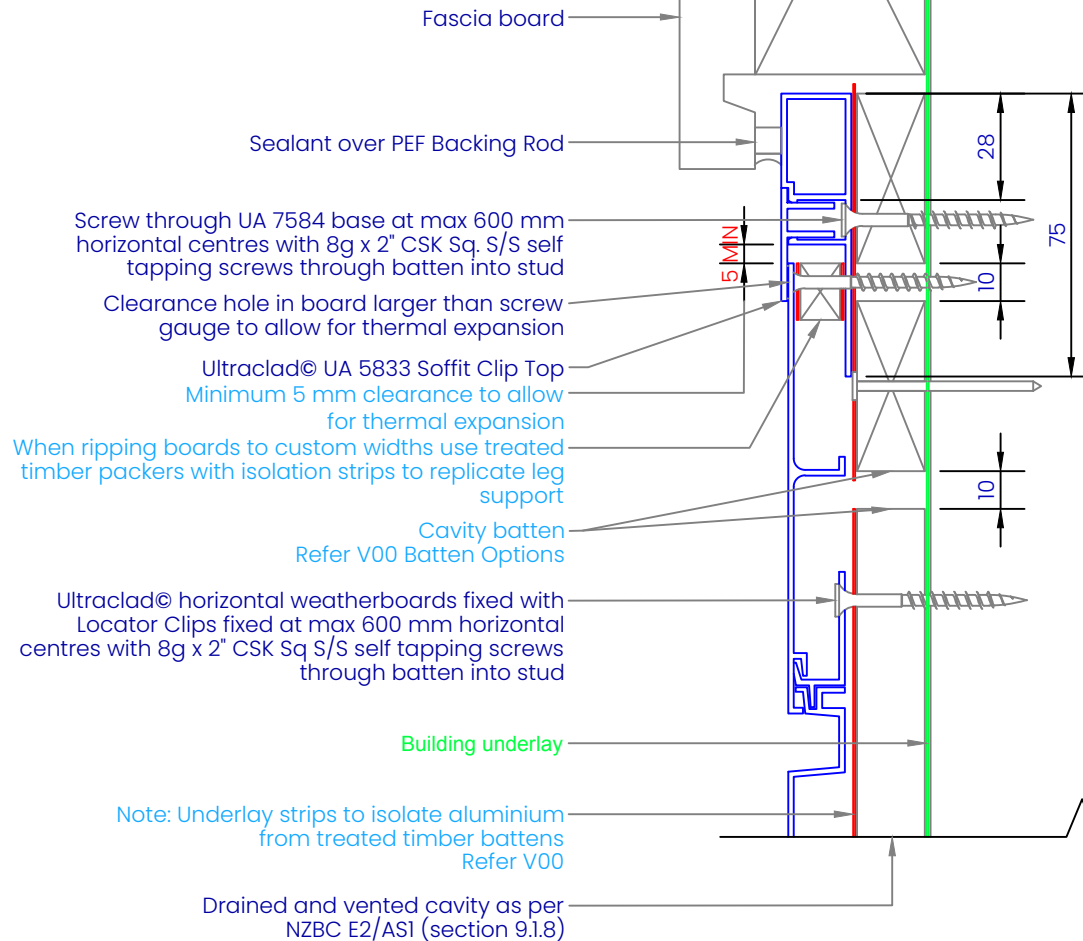 Fascia board
Sealant over PEF Backing Rod
28
Screw through UA 7584 base at max 600 mm
horizontal centres with 8g x 2" CSK Sq. S/S self
tapping screws through batten into stud
5 MIN
75
10
Clearance hole in board larger than screw
gauge to allow for thermal expansion
Ultraclad© UA 5833 Soffit Clip Top
Minimum 5 mm clearance to allow
for thermal expansion
When ripping boards to custom widths use treated
timber packers with isolation strips to replicate leg
support
10
Cavity batten
Refer V00 Batten Options
Ultraclad© horizontal weatherboards fixed with
Locator Clips fixed at max 600 mm horizontal
centres with 8g x 2" CSK Sq S/S self tapping screws
through batten into stud
Building underlay
Note: Underlay strips to isolate aluminium
from treated timber battens
Refer V00
Drained and vented cavity as per
NZBC E2/AS1 (section 9.1.8)